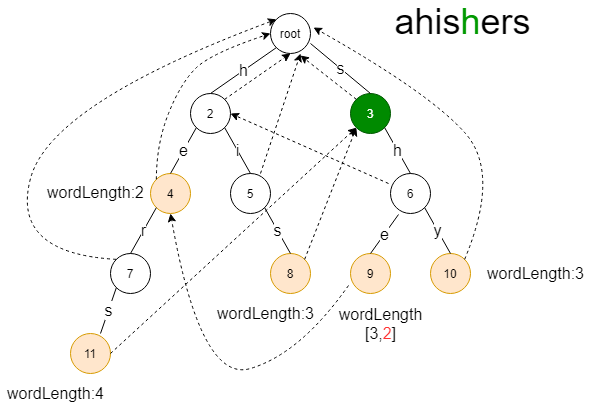 ahishers
root
h
s
2
3
e
i
h
wordLength:2
4
5
6
r
s
e
y
7
8
9
10
wordLength:3
s
wordLength:3
wordLength
[3,2]
11
wordLength:4